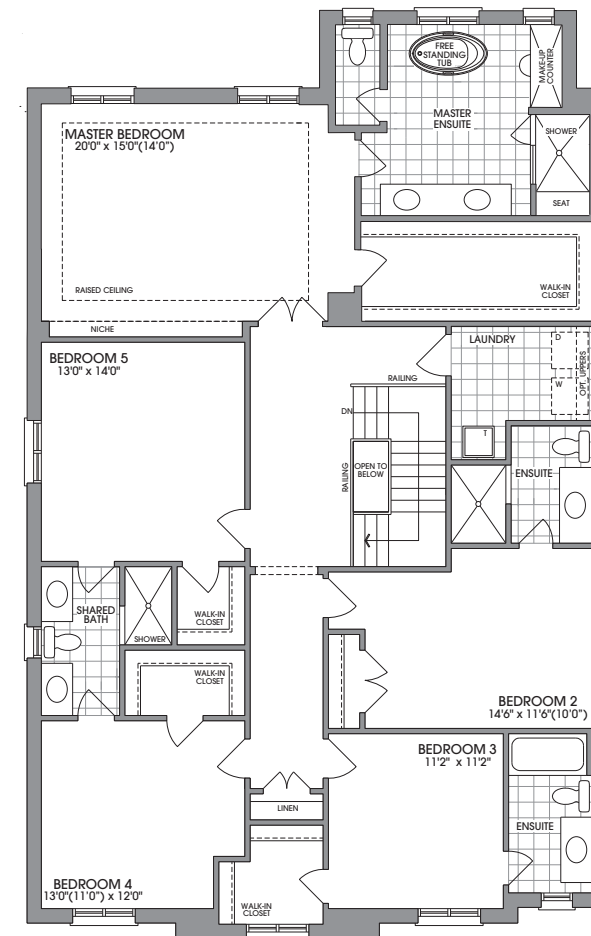 FREE
STANDING
TUB
MAKE-UP
COUNTER
MASTER
ENSUITE
SHOWER
SEAT
MASTER BEDROOM
20'0" x 15'0"(14'0")
RAISED CEILING
WALK-IN
CLOSET
NICHE
LAUNDRY
D
W
OPT. UPPERS
T
BEDROOM 5
13'0" x 14'0"
RAILING
DN
RAILING
OPEN TO
BELOW
ENSUITE
SHARED
BATH
SHOWER
WALK-IN
CLOSET
WALK-IN
CLOSET
BEDROOM 2
14'6" x 11'6"(10'0")
BEDROOM 3
11'2" x 11'2"
LINEN
ENSUITE
BEDROOM 4
13'0"(11'0") x 12'0"
WALK-IN
CLOSET